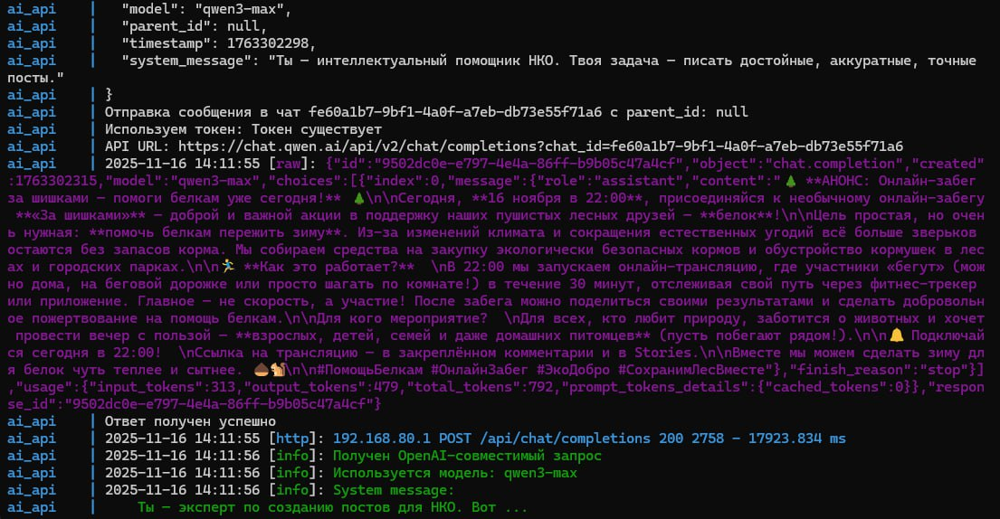 ai_api    |   "model": "qwen3-max",
ai_api    |   "parent_id": null,
ai_api    |   "timestamp": 1763302298,
ai_api    |   "system_message": "Ты — интеллектуальный помощник НКО. Твоя задача — писать достойные, аккуратные, точные
посты."
ai_api    | }
ai_api    | Отправка сообщения в чат fe60a1b7-9bf1-4a0f-a7eb-db73e55f71a6 с parent_id: null
ai_api    | Используем токен: Токен существует
ai_api    | API URL: https://chat.qwen.ai/api/v2/chat/completions?chat_id=fe60a1b7-9bf1-4a0f-a7eb-db73e55f71a6
ai_api    | 2025-11-16 14:11:55 [raw]: {"id":"9502dc0e-e797-4e4a-86ff-b9b05c47a4cf","object":"chat.completion","created"
:1763302315,"model":"qwen3-max","choices":[{"index":0,"message":{"role":"assistant","content":"🌲 **АНОНС: Онлайн-забег
за шишками — помоги белкам уже сегодня!** 🌲\n\nСегодня, **16 ноября в 22:00**, присоединяйся к необычному онлайн-забегу
 **«За шишками»** — доброй и важной акции в поддержку наших пушистых лесных друзей — **белок**!\n\nЦель простая, но очен
ь нужная: **помочь белкам пережить зиму**. Из-за изменений климата и сокращения естественных угодий всё больше зверьков
остаются без запасов корма. Мы собираем средства на закупку экологически безопасных кормов и обустройство кормушек в лес
ах и городских парках.\n\n🏃 **Как это работает?**  \nВ 22:00 мы запускаем онлайн-трансляцию, где участники «бегут» (мож
но дома, на беговой дорожке или просто шагать по комнате!) в течение 30 минут, отслеживая свой путь через фитнес-трекер
или приложение. Главное — не скорость, а участие! После забега можно поделиться своими результатами и сделать добровольн
ое пожертвование на помощь белкам.\n\nДля кого мероприятие?  \nДля всех, кто любит природу, заботится о животных и хочет
 провести вечер с пользой — **взрослых, детей, семей и даже домашних питомцев** (пусть побегают рядом!).\n\n🔔 Подключай
ся сегодня в 22:00!  \nСсылка на трансляцию — в закреплённом комментарии и в Stories.\n\nВместе мы можем сделать зиму дл
я белок чуть теплее и сытнее. 🌰🐿\n\n#ПомощьБелкам #ОнлайнЗабег #ЭкоДобро #СохранимЛесВместе"},"finish_reason":"stop"}]
,"usage":{"input_tokens":313,"output_tokens":479,"total_tokens":792,"prompt_tokens_details":{"cached_tokens":0}},"respon
se_id":"9502dc0e-e797-4e4a-86ff-b9b05c47a4cf"}
ai_api    | Ответ получен успешно
ai_api    | 2025-11-16 14:11:55 [http]: 192.168.80.1 POST /api/chat/completions 200 2758 - 17923.834 ms
ai_api    | 2025-11-16 14:11:56 [info]: Получен OpenAI-совместимый запрос
ai_api    | 2025-11-16 14:11:56 [info]: Используется модель: qwen3-max
ai_api    | 2025-11-16 14:11:56 [info]: System message:
ai_api    |     Ты — эксперт по созданию постов для НКО. Вот ...